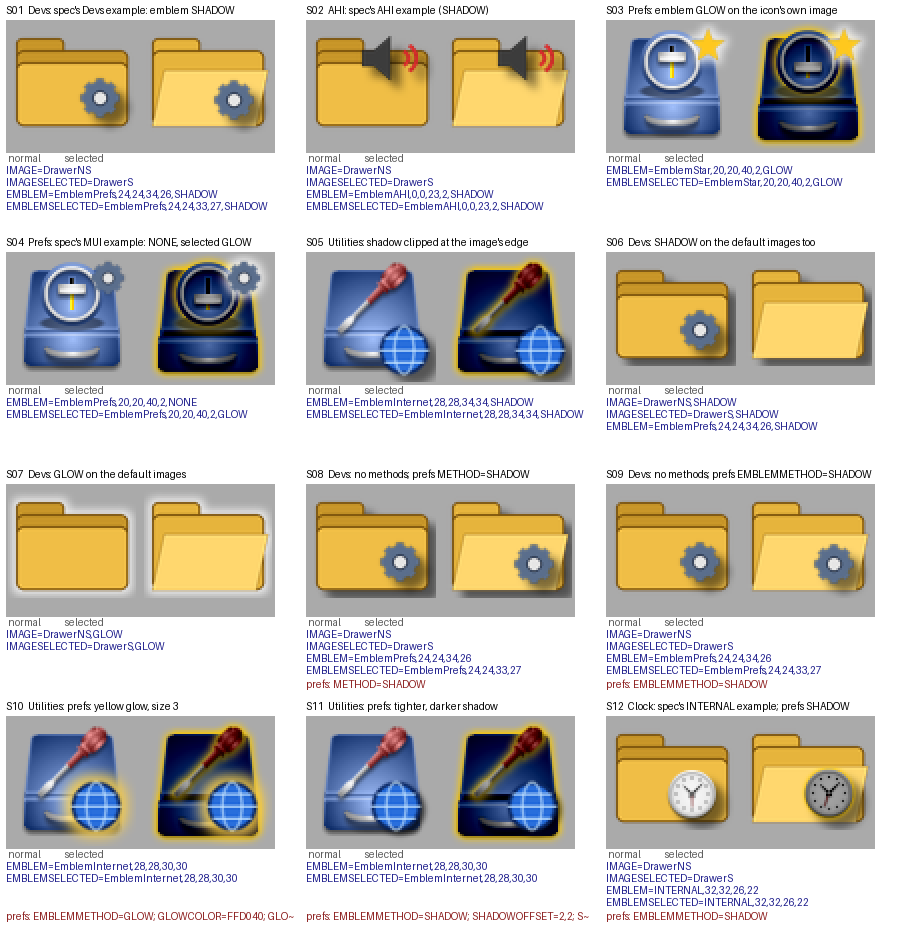 S01 Devs: spec's Devs example: emblem SHADOW
normal selected
IMAGE=DrawerNS
IMAGESELECTED=DrawerS
EMBLEM=EmblemPrefs,24,24,34,26,SHADOW
EMBLEMSELECTED=EmblemPrefs,24,24,33,27,SHADOW
S02 AHI: spec's AHI example (SHADOW)
normal selected
IMAGE=DrawerNS
IMAGESELECTED=DrawerS
EMBLEM=EmblemAHI,0,0,23,2,SHADOW
EMBLEMSELECTED=EmblemAHI,0,0,23,2,SHADOW
S03 Prefs: emblem GLOW on the icon's own image
normal selected
EMBLEM=EmblemStar,20,20,40,2,GLOW
EMBLEMSELECTED=EmblemStar,20,20,40,2,GLOW
S04 Prefs: spec's MUI example: NONE, selected GLOW
normal selected
EMBLEM=EmblemPrefs,20,20,40,2,NONE
EMBLEMSELECTED=EmblemPrefs,20,20,40,2,GLOW
S05 Utilities: shadow clipped at the image's edge
normal selected
EMBLEM=EmblemInternet,28,28,34,34,SHADOW
EMBLEMSELECTED=EmblemInternet,28,28,34,34,SHADOW
S06 Devs: SHADOW on the default images too
normal selected
IMAGE=DrawerNS,SHADOW
IMAGESELECTED=DrawerS,SHADOW
EMBLEM=EmblemPrefs,24,24,34,26,SHADOW
S07 Devs: GLOW on the default images
normal selected
IMAGE=DrawerNS,GLOW
IMAGESELECTED=DrawerS,GLOW
S08 Devs: no methods; prefs METHOD=SHADOW
normal selected
IMAGE=DrawerNS
IMAGESELECTED=DrawerS
EMBLEM=EmblemPrefs,24,24,34,26
EMBLEMSELECTED=EmblemPrefs,24,24,33,27
prefs: METHOD=SHADOW
S09 Devs: no methods; prefs EMBLEMMETHOD=SHADOW
normal selected
IMAGE=DrawerNS
IMAGESELECTED=DrawerS
EMBLEM=EmblemPrefs,24,24,34,26
EMBLEMSELECTED=EmblemPrefs,24,24,33,27
prefs: EMBLEMMETHOD=SHADOW
S10 Utilities: prefs: yellow glow, size 3
normal selected
EMBLEM=EmblemInternet,28,28,30,30
EMBLEMSELECTED=EmblemInternet,28,28,30,30
prefs: EMBLEMMETHOD=GLOW; GLOWCOLOR=FFD040; GLO~
S11 Utilities: prefs: tighter, darker shadow
normal selected
EMBLEM=EmblemInternet,28,28,30,30
EMBLEMSELECTED=EmblemInternet,28,28,30,30
prefs: EMBLEMMETHOD=SHADOW; SHADOWOFFSET=2,2; S~
S12 Clock: spec's INTERNAL example; prefs SHADOW
normal selected
IMAGE=DrawerNS
IMAGESELECTED=DrawerS
EMBLEM=INTERNAL,32,32,26,22
EMBLEMSELECTED=INTERNAL,32,32,26,22
prefs: EMBLEMMETHOD=SHADOW